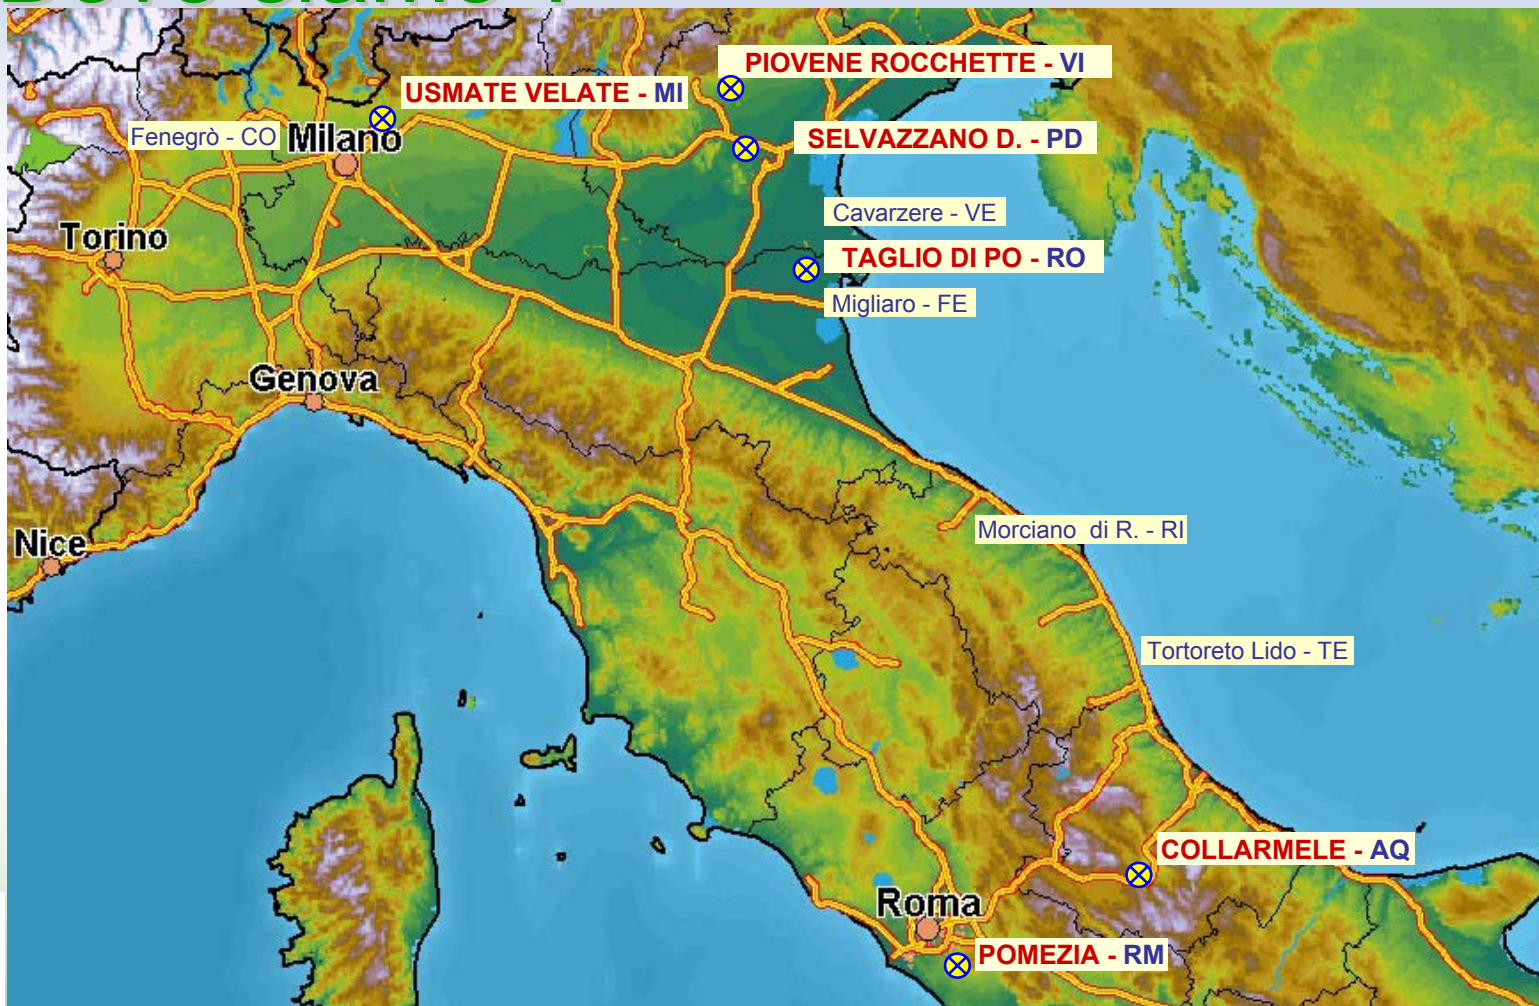 PIOVENE ROCCHETTE - VI
USMATE VELATE - MI
Fenegrò - CO
Milano
SELVAZZANO D. - PD
Cavarzere - VE
Torino
TAGLIO DI PO - RO
Migliaro - FE
Genova
Morciano di R. - RI
Nice
Tortoreto Lido - TE
COLLARMELE - AQ
Roma
POMEZIA - RM